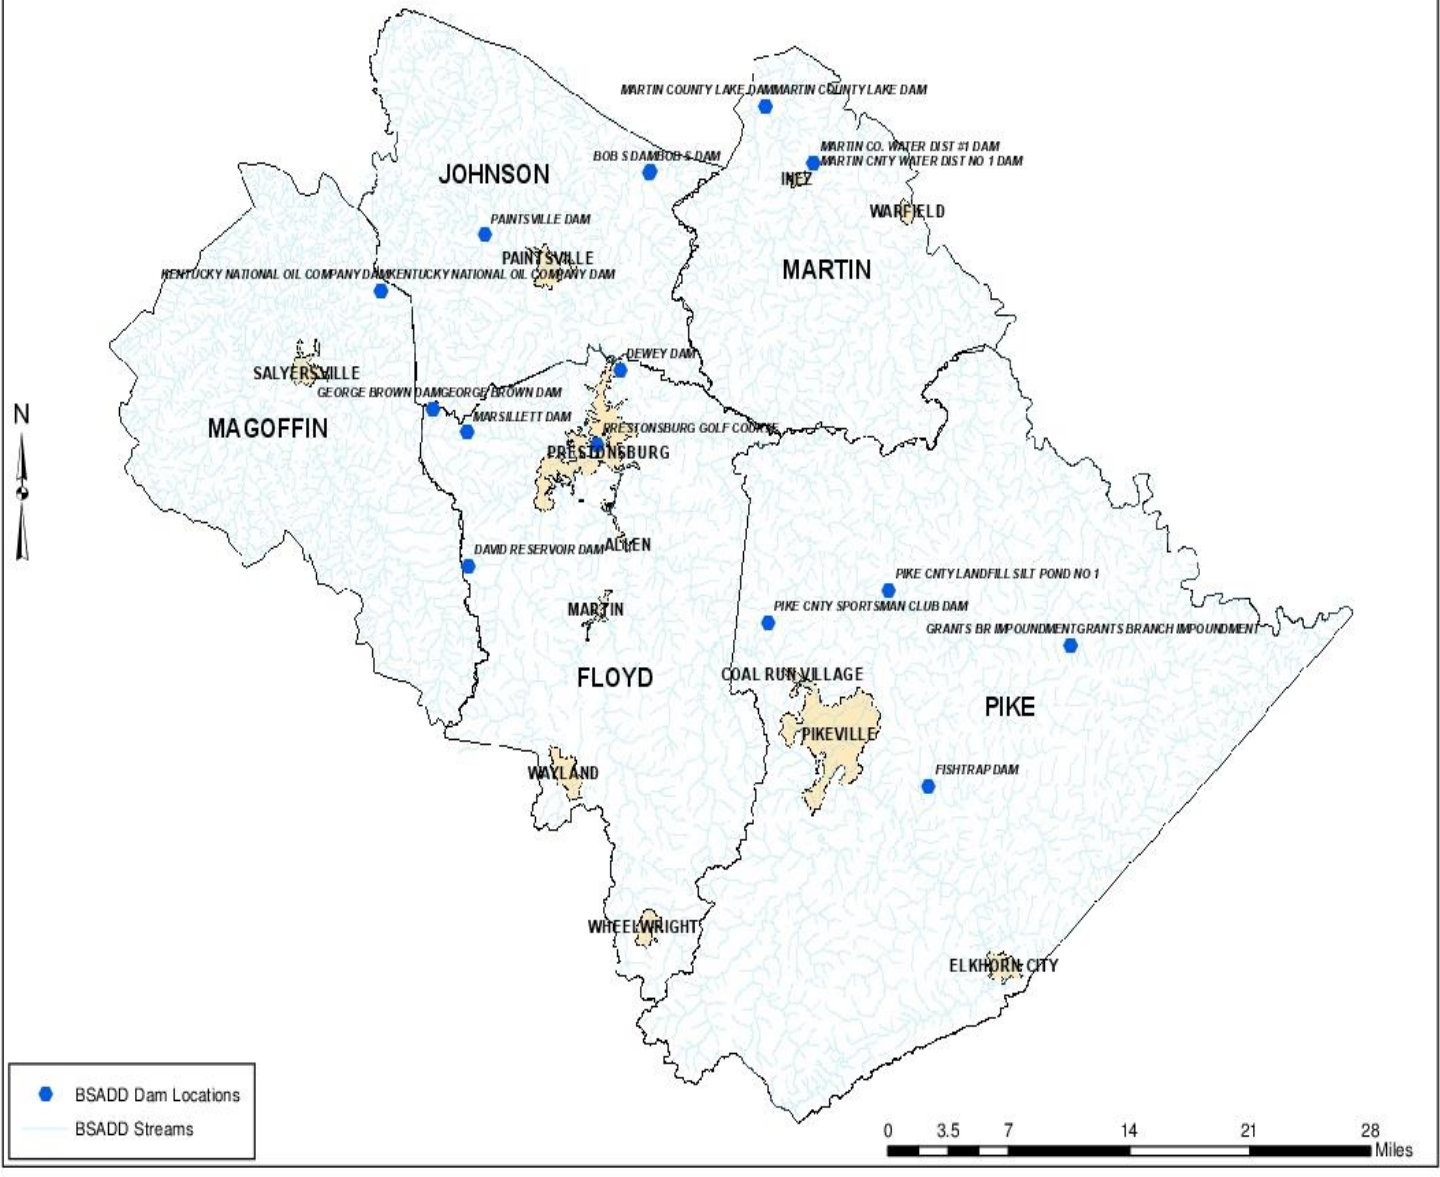 MARTIN COUNTY LAKE DAMMARTIN COUNTY LAKE DAM
MARTIN CO. WATER DIST #1 DAM
BOB S DAMBOB S DAM
MARTIN CNTY WATER DIST NO 1 DAM
JOHNSON
INEZ
WARFIELD
PAINTSVILLE DAM
PAINTSVILLE
MARTIN
KENTUCKY NATIONAL OIL COMPANY DAMKENTUCKY NATIONAL OIL COMPANY DAM
DEWEY DAM
SALYERSVILLE
GEORGE BROWN DAMGEORGE BROWN DAM
N
MARSILLETT DAM
MAGOFFIN
PRESTONSBURG GOLF COURSE
PRESTONSBURG
ALLEN
DAVID RESERVOIR DAM
PIKE CNTY LANDFILL SILT POND NO 1
MARTIN
PIKE CNTY SPORTSMAN CLUB DAM
GRANTS BR IMPOUNDMENTGRANTS BRANCH IMPOUNDMENT
COAL RUN VILLAGE
FLOYD
PIKE
PIKEVILLE
FISHTRAP DAM
WAYLAND
WHEELWRIGHT
ELKHORN CITY
BSADD Dam Locations
BSADD Streams
0 3.5 7 14 21 28
Miles